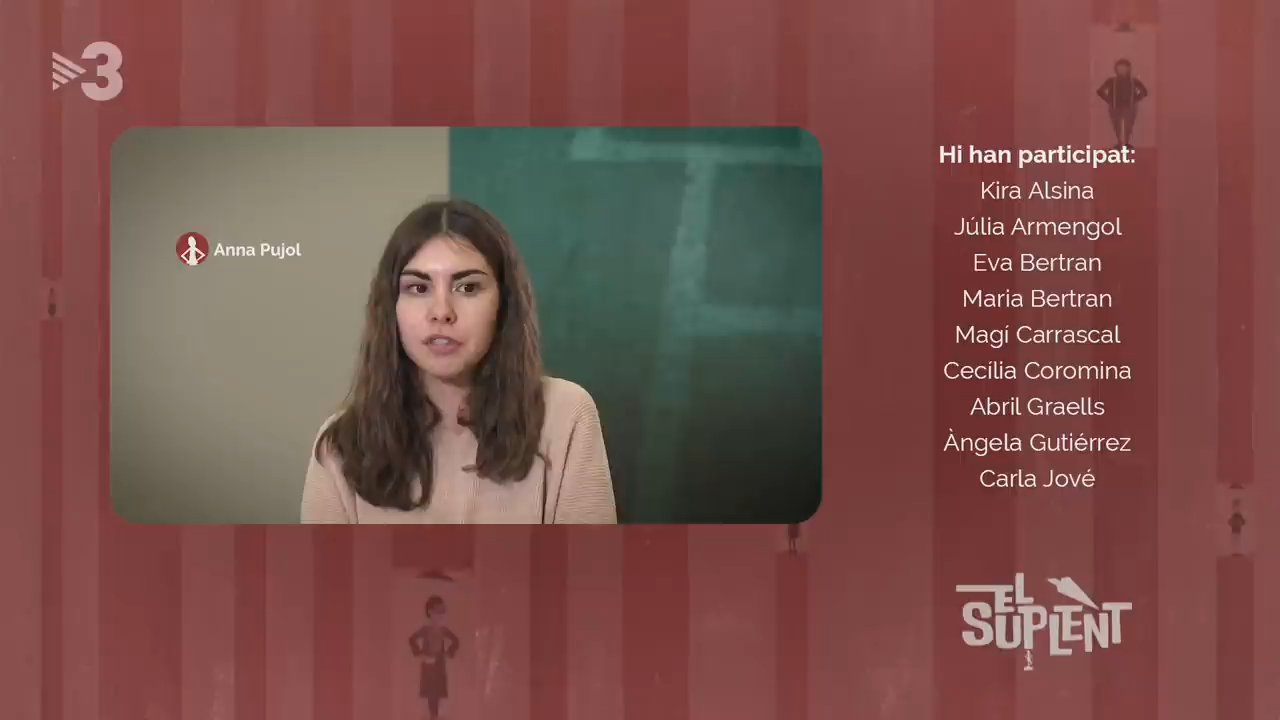 3
Anna Pujol
Hi han participat:
Kira Alsina
Júlia Armengol
Eva Bertran
Maria Bertran
Magí Carrascal
Cecília Coromina
Abril Graells
Àngela Gutiérrez
Carla Jové
EL
SUPLENT